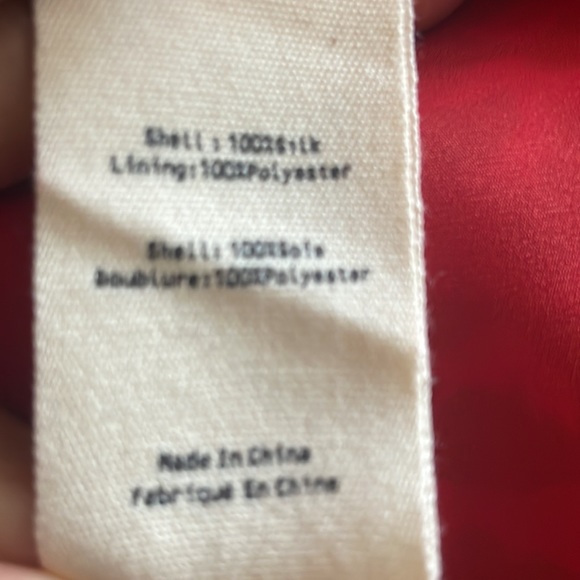 Shell: 100%Silk
Lining:100%Polyester
Shell: 100%Soie
Doublure:100%Polyester
Made In China
Fabriqué En Chine